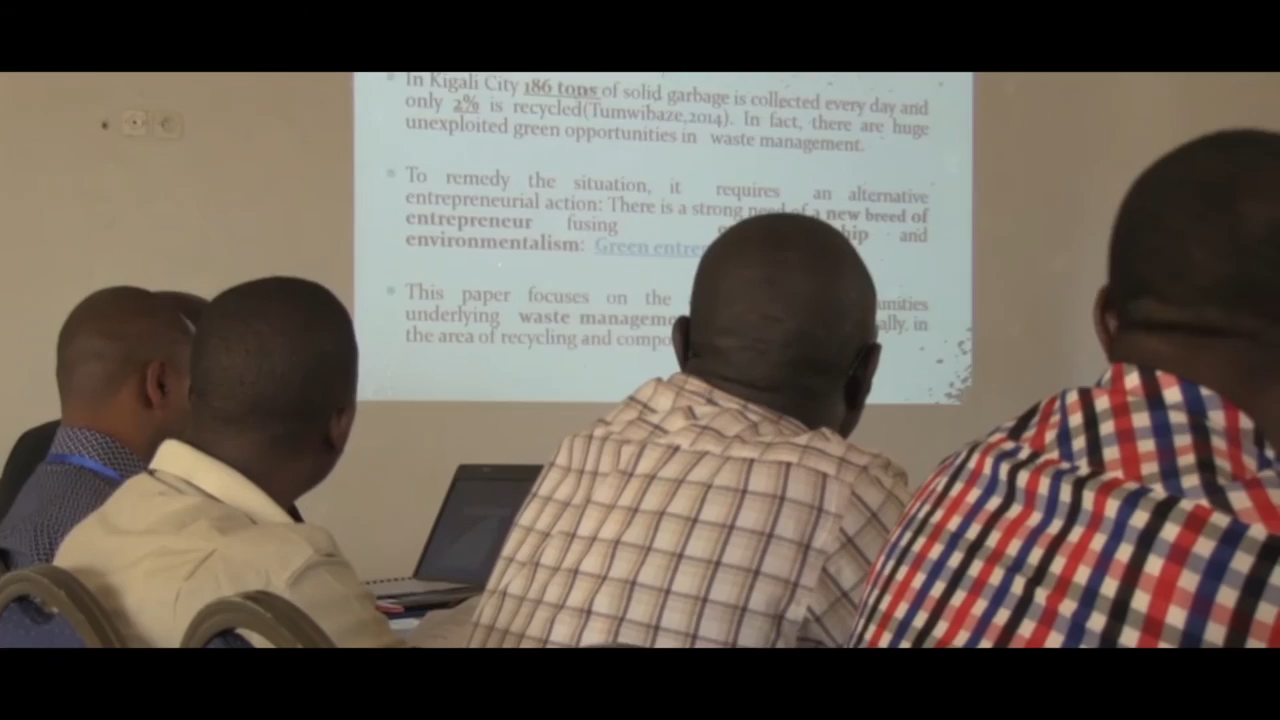 In Kigali City 186 tons of solid garbage is collected every day and
only 2% is recycled(Tumwibaze,2014). In fact, there are huge
unexploited green opportunities in waste management.
To remedy the situation, it requires an alternative
entrepreneurial action: There is a strong need of a new breed of
entrepreneur fusing and
environmentalism: Green
This paper focuses on the
underlying waste in
the area of recycling and